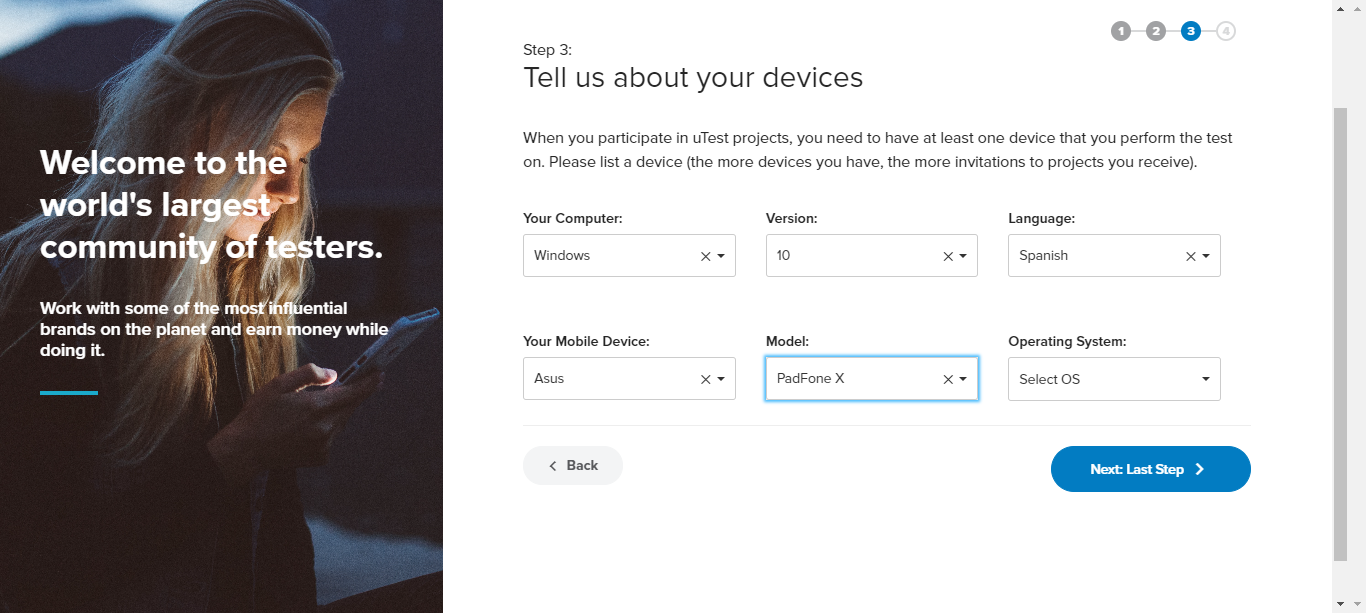 Welcome to the
world's largest
community of testers.
Work with some of the most influential
brands on the planet and earn money while
doing it.
1 2 3 4
Step 3:
Tell us about your devices
When you participate in uTest projects, you need to have at least one device that you perform the test
on. Please list a device (the more devices you have, the more invitations to projects you receive).
Your Computer: Version: Language:
Windows 10 Spanish
Your Mobile Device: Model: Operating System:
Asus PadFone X Select OS
Back Next: Last Step